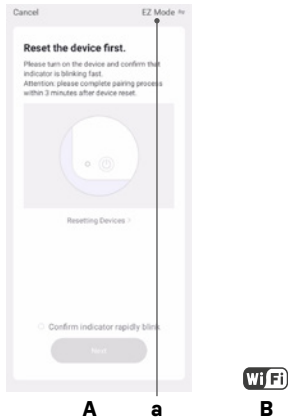 Cancel EZ Mode
Reset the device first.
Please turn on the device and confirm that
indicator is blinking fast.
Attention: please complete pairing process
within 3 minutes after device reset.
Resetting Devices >
Confirm indicator rapidly blink
Next
WiFi
A a B